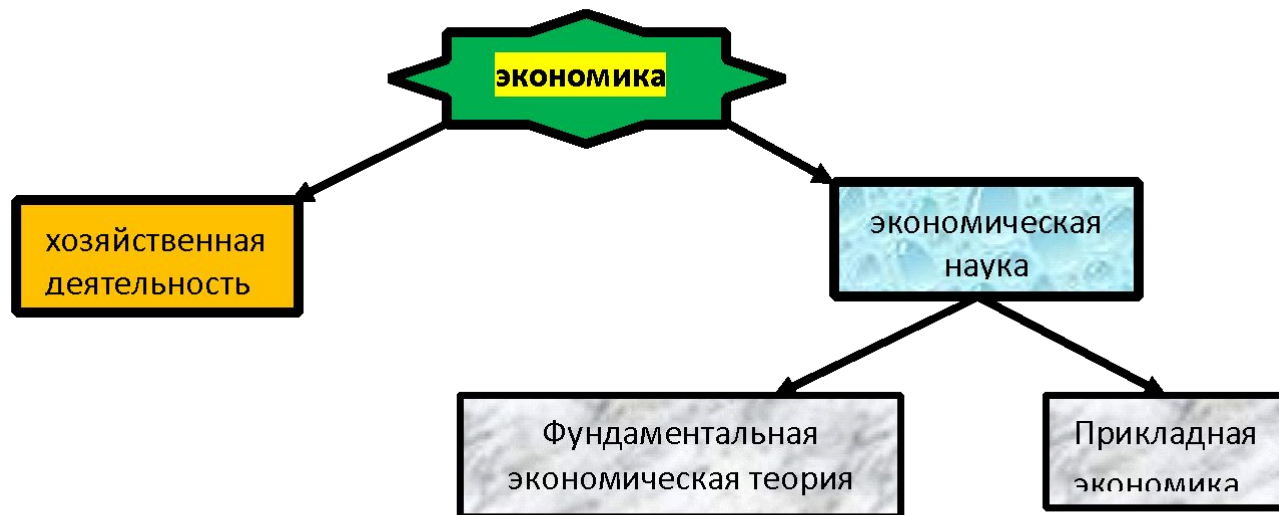 экономика
хозяйственная
деятельность
экономическая
наука
Фундаментальная
экономическая теория
Прикладная
экономика